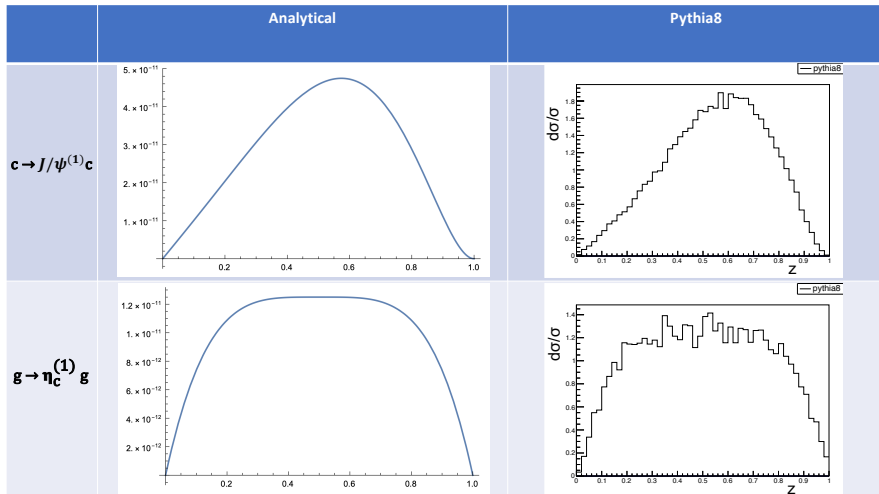 Analytical
Pythia8
c → J/ψ⁽¹⁾c
5. × 10⁻¹¹
4. × 10⁻¹¹
3. × 10⁻¹¹
2. × 10⁻¹¹
1. × 10⁻¹¹
0.2 0.4 0.6 0.8 1.0
pythia8
dσ/σ
1.8
1.6
1.4
1.2
1
0.8
0.6
0.4
0.2
0
0 0.1 0.2 0.3 0.4 0.5 0.6 0.7 0.8 0.9 1
z
g → η_c⁽¹⁾ g
1.2 × 10⁻¹¹
1. × 10⁻¹¹
8. × 10⁻¹²
6. × 10⁻¹²
4. × 10⁻¹²
2. × 10⁻¹²
0.2 0.4 0.6 0.8 1.0
pythia8
dσ/σ
1.4
1.2
1
0.8
0.6
0.4
0.2
0
0 0.1 0.2 0.3 0.4 0.5 0.6 0.7 0.8 0.9 1
z